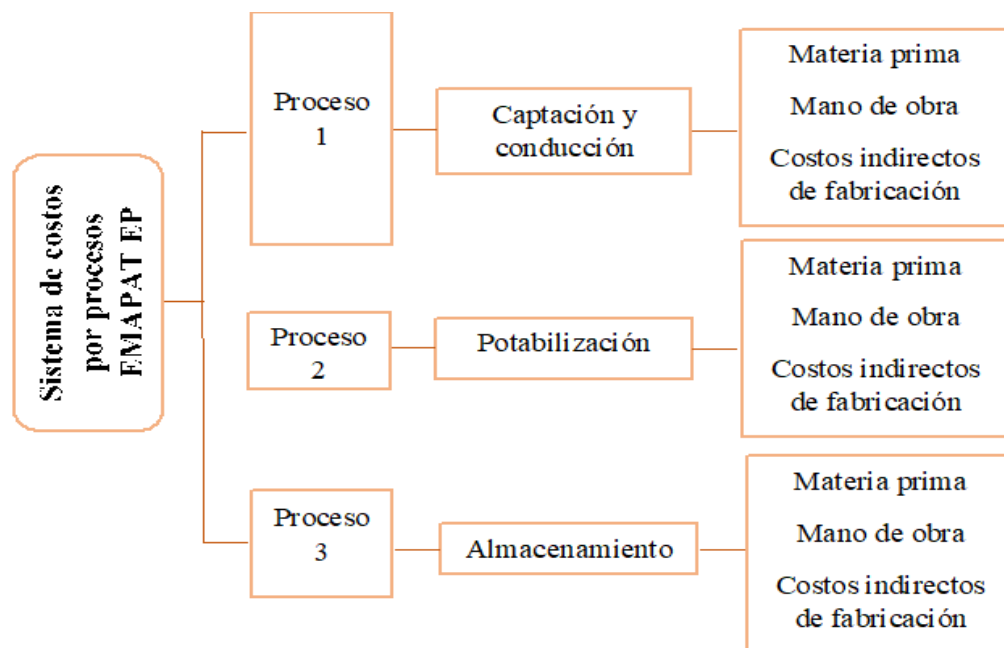 Sistema de costos
por procesos
EMAPAT EP
Proceso
1
Captación y
conducción
Materia prima
Mano de obra
Costos indirectos
de fabricación
Proceso
2
Potabilización
Materia prima
Mano de obra
Costos indirectos
de fabricación
Proceso
3
Almacenamiento
Materia prima
Mano de obra
Costos indirectos
de fabricación